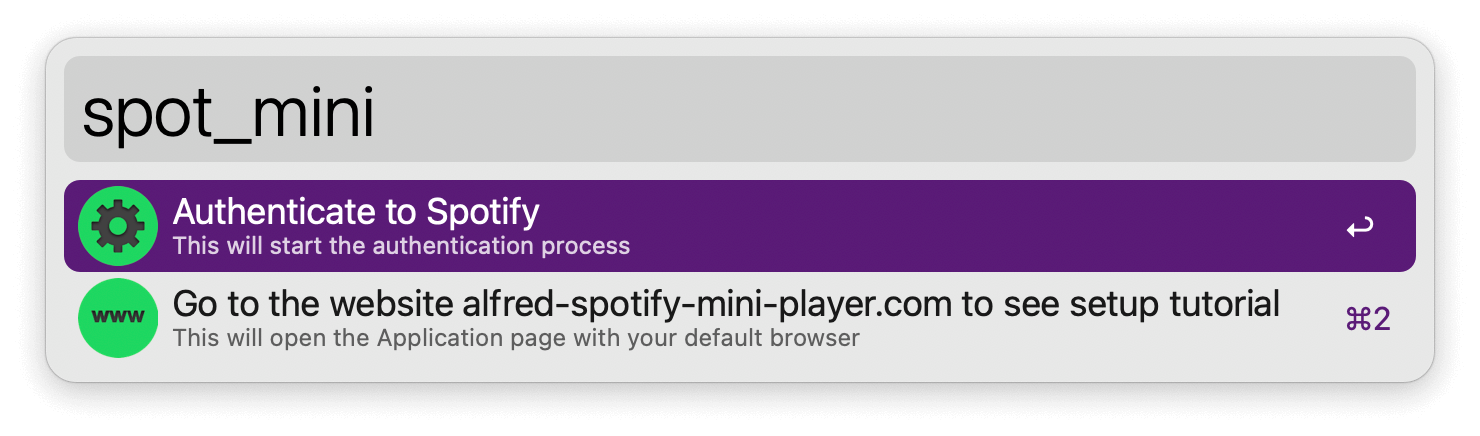 spot_mini
Authenticate to Spotify
This will start the authentication process
↩
www
Go to the website alfred-spotify-mini-player.com to see setup tutorial
This will open the Application page with your default browser
⌘2